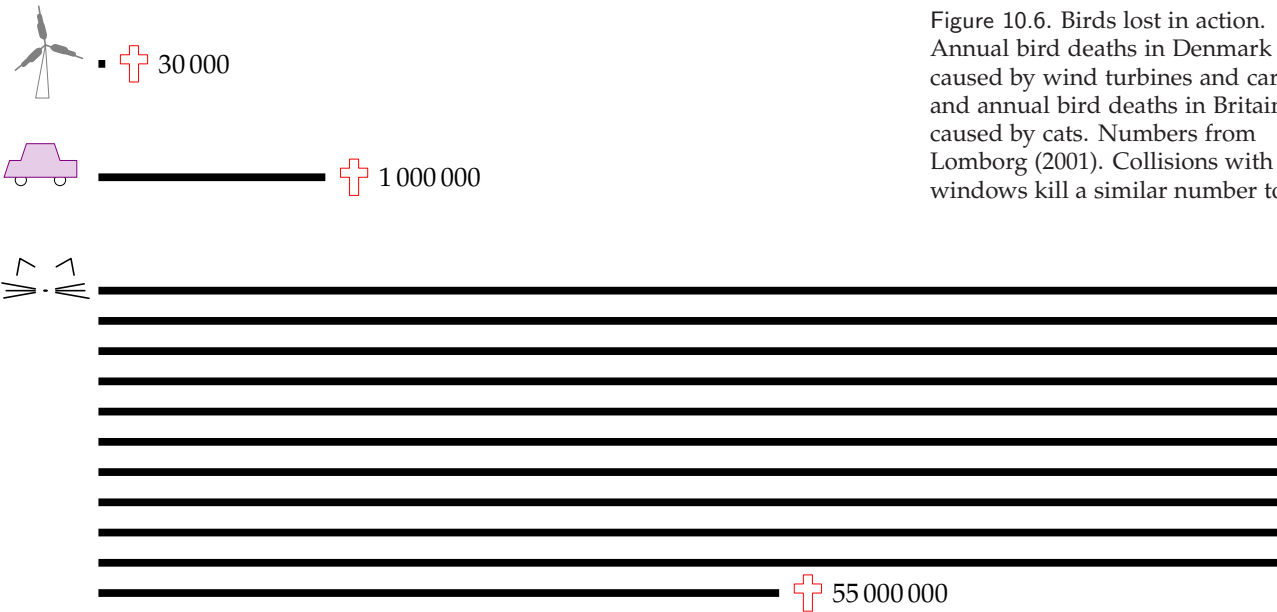 Figure 10.6. Birds lost in action.
Annual bird deaths in Denmark
caused by wind turbines and car
and annual bird deaths in Britain
caused by cats. Numbers from
Lomborg (2001). Collisions with
windows kill a similar number to
30 000
1 000 000
55 000 000